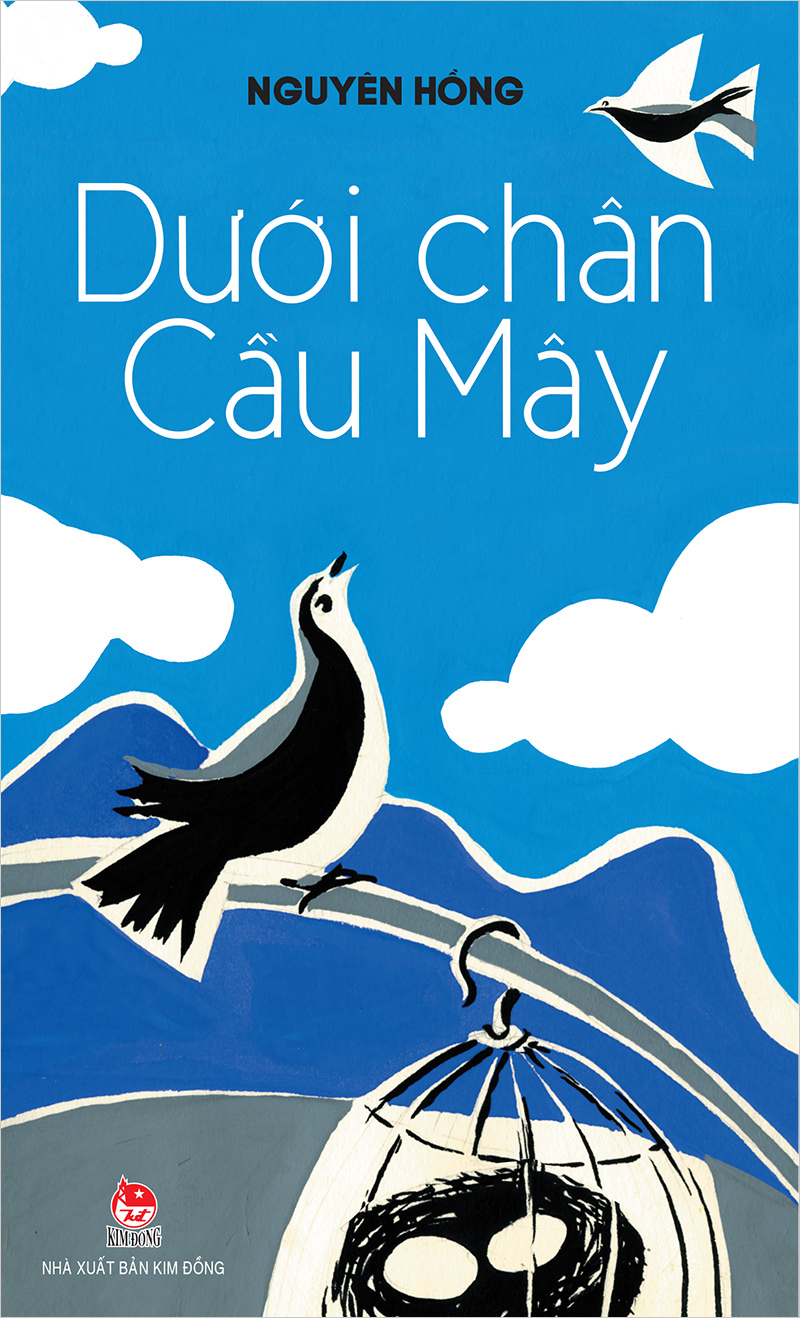 NGUYÊN HỒNG
Dưới chân
Cầu Mây
KIM ĐỒNG
NHÀ XUẤT BẢN KIM ĐỒNG